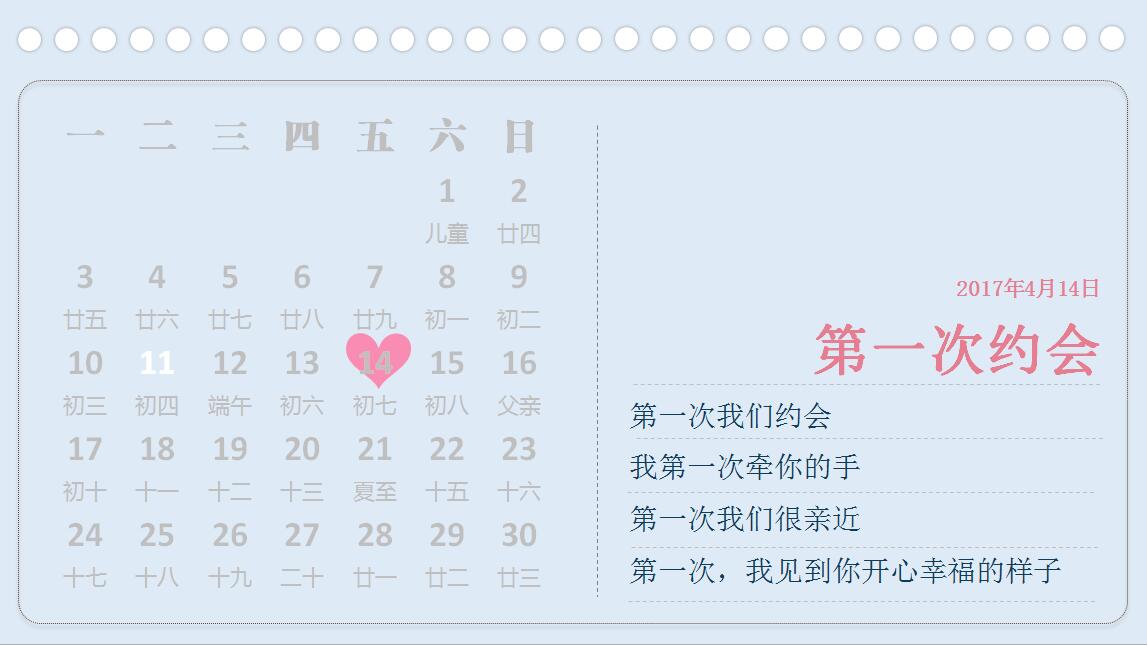 一 二 三 四 五 六 日
1 2
儿童 廿四
3 4 5 6 7 8 9
廿五 廿六 廿七 廿八 廿九 初一 初二
10 11 12 13 14 15 16
初三 初四 端午 初六 初七 初八 父亲
17 18 19 20 21 22 23
初十 十一 十二 十三 夏至 十五 十六
24 25 26 27 28 29 30
十七 十八 十九 二十 廿一 廿二 廿三
2017年4月14日
第一次约会
第一次我们约会
我第一次牵你的手
第一次我们很亲近
第一次，我见到你开心幸福的样子